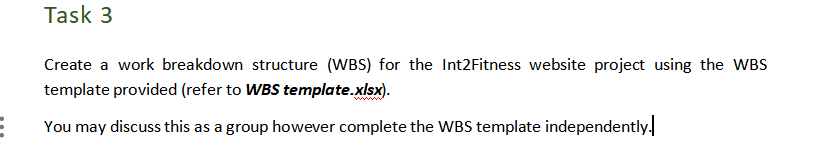 Task 3
Create a work breakdown structure (WBS) for the Int2Fitness website project using the WBS
template provided (refer to WBS template.xlsx).
You may discuss this as a group however complete the WBS template independently.